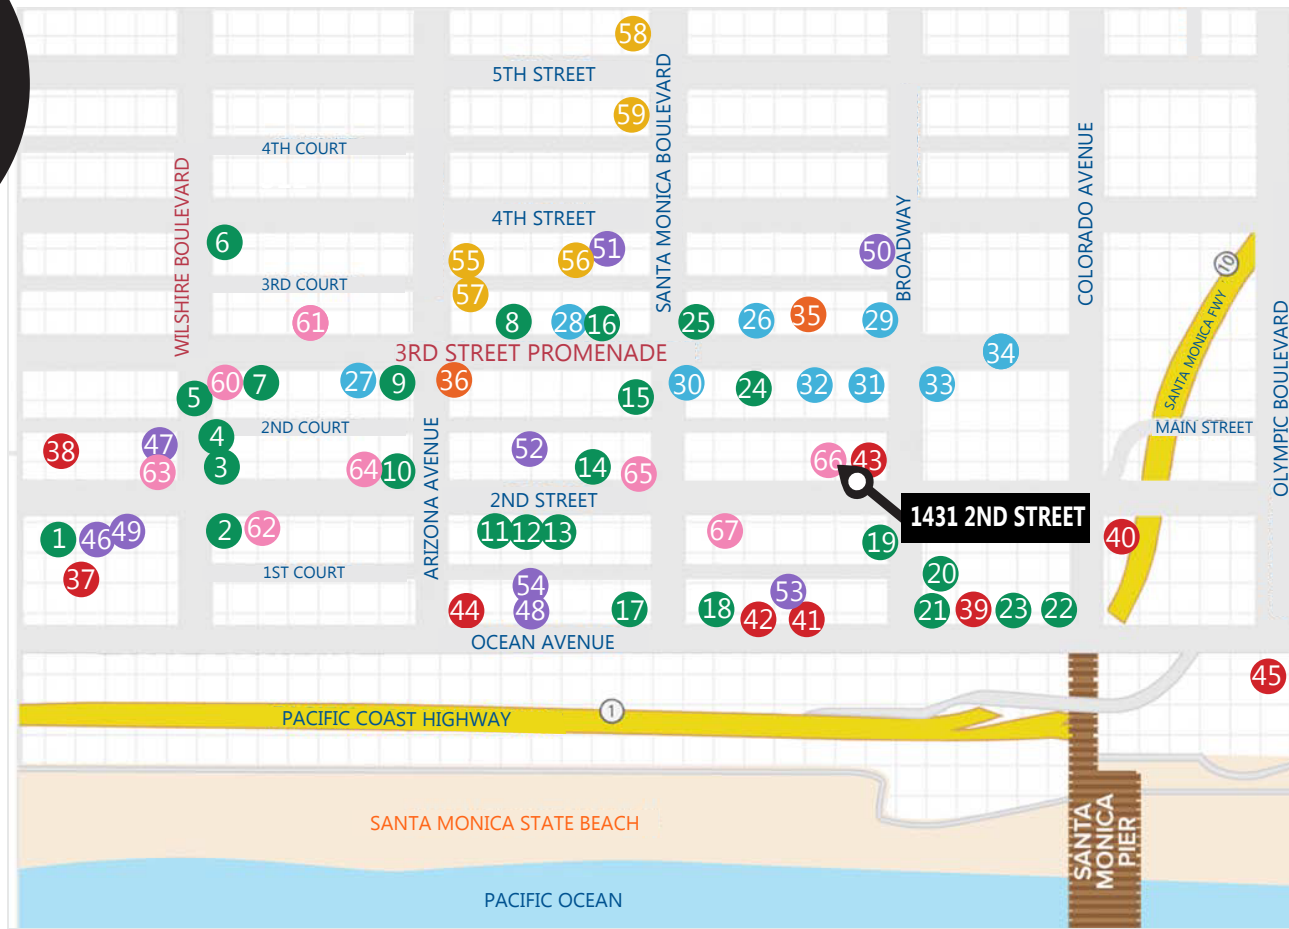 58
5TH STREET
59
4TH COURT
WILSHIRE BOULEVARD
SANTA MONICA BOULEVARD
COLORADO AVENUE
BROADWAY
4TH STREET
6
55
56
51
50
10
3RD COURT
57
61
8
28
16
25
26
35
29
SANTA MONICA FWY
OLYMPIC BOULEVARD
3RD STREET PROMENADE
34
5
60
7
27
9
36
15
30
24
32
31
33
2ND COURT
MAIN STREET
38
47
4
52
63
3
64
10
ARIZONA AVENUE
14
65
66
43
2ND STREET
1431 2ND STREET
1
46
49
2
62
11
12
13
67
19
40
37
1ST COURT
54
53
20
44
48
17
18
42
41
21
39
23
22
OCEAN AVENUE
45
PACIFIC COAST HIGHWAY
1
SANTA MONICA STATE BEACH
SANTA
MONICA
PIER
PACIFIC OCEAN